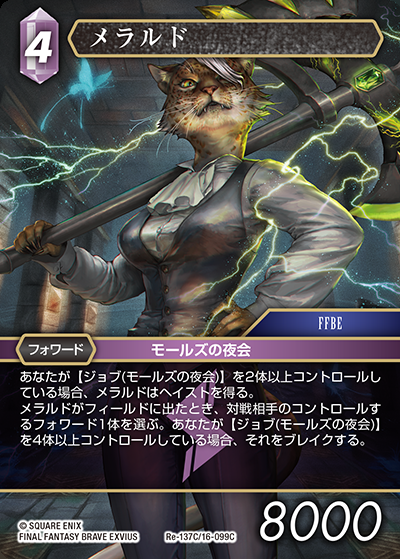 4
メラルド
FFBE
フォワード
モールズの夜会
あなたが【ジョブ(モールズの夜会)】を2体以上コントロールし
ている場合、メラルドはヘイストを得る。
メラルドがフィールドに出たとき、対戦相手のコントロールす
るフォワード1体を選ぶ。あなたが【ジョブ(モールズの夜会)】
を4体以上コントロールしている場合、それをブレイクする。
© SQUARE ENIX
FINAL FANTASY BRAVE EXVIUS
Re-137C/16-099C
8000